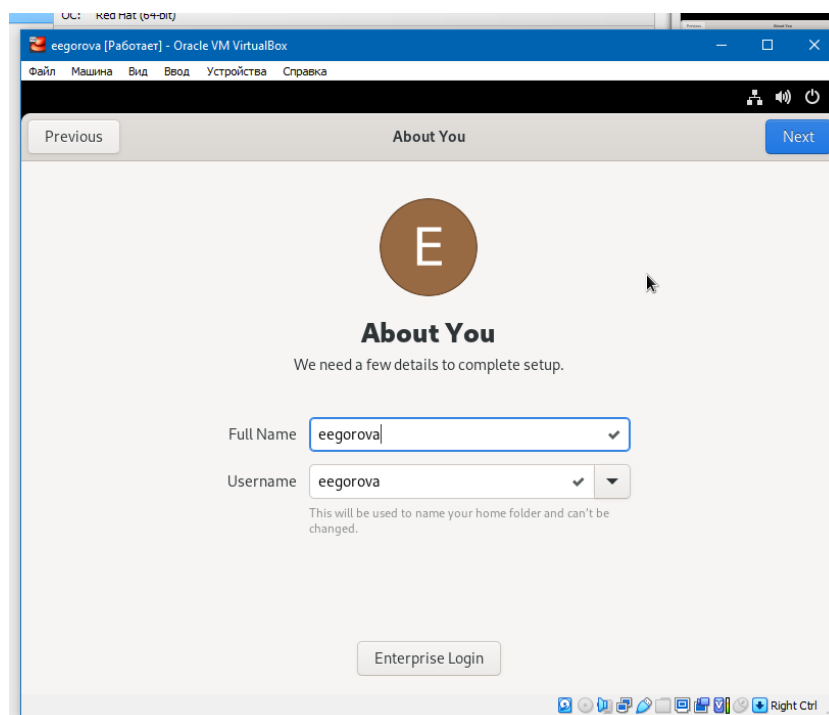 ОС: Red Hat (64-bit)
eegorova [Работает] - Oracle VM VirtualBox
Файл Машина Вид Ввод Устройства Справка
Previous About You Next
E
About You
We need a few details to complete setup.
Full Name eegorova
Username eegorova
This will be used to name your home folder and can't be
changed.
Enterprise Login
Right Ctrl